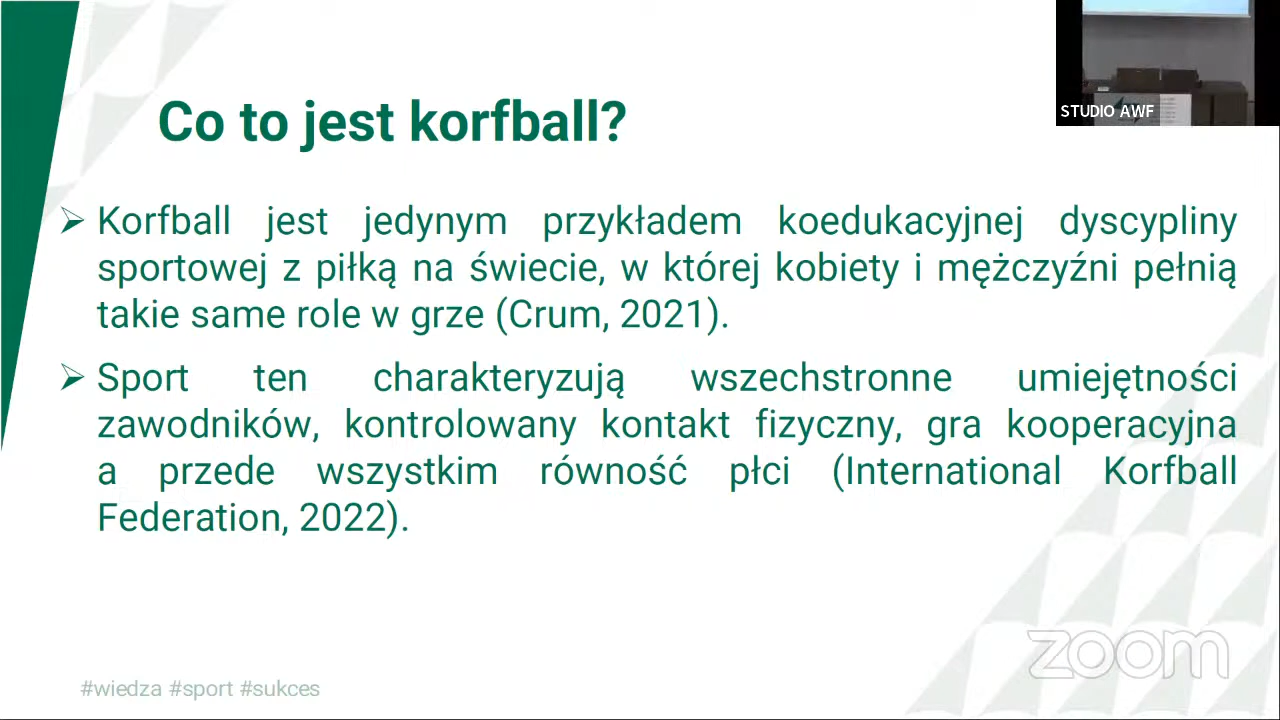 Co to jest korfball?
STUDIO AWF
Korfball jest jedynym przykładem koedukacyjnej dyscypliny
sportowej z piłką na świecie, w której kobiety i mężczyźni pełnią
takie same role w grze (Crum, 2021).
Sport ten charakteryzują wszechstronne umiejętności
zawodników, kontrolowany kontakt fizyczny, gra kooperacyjna
a przede wszystkim równość płci (International Korfball
Federation, 2022).
zoom
#wiedza #sport #sukces